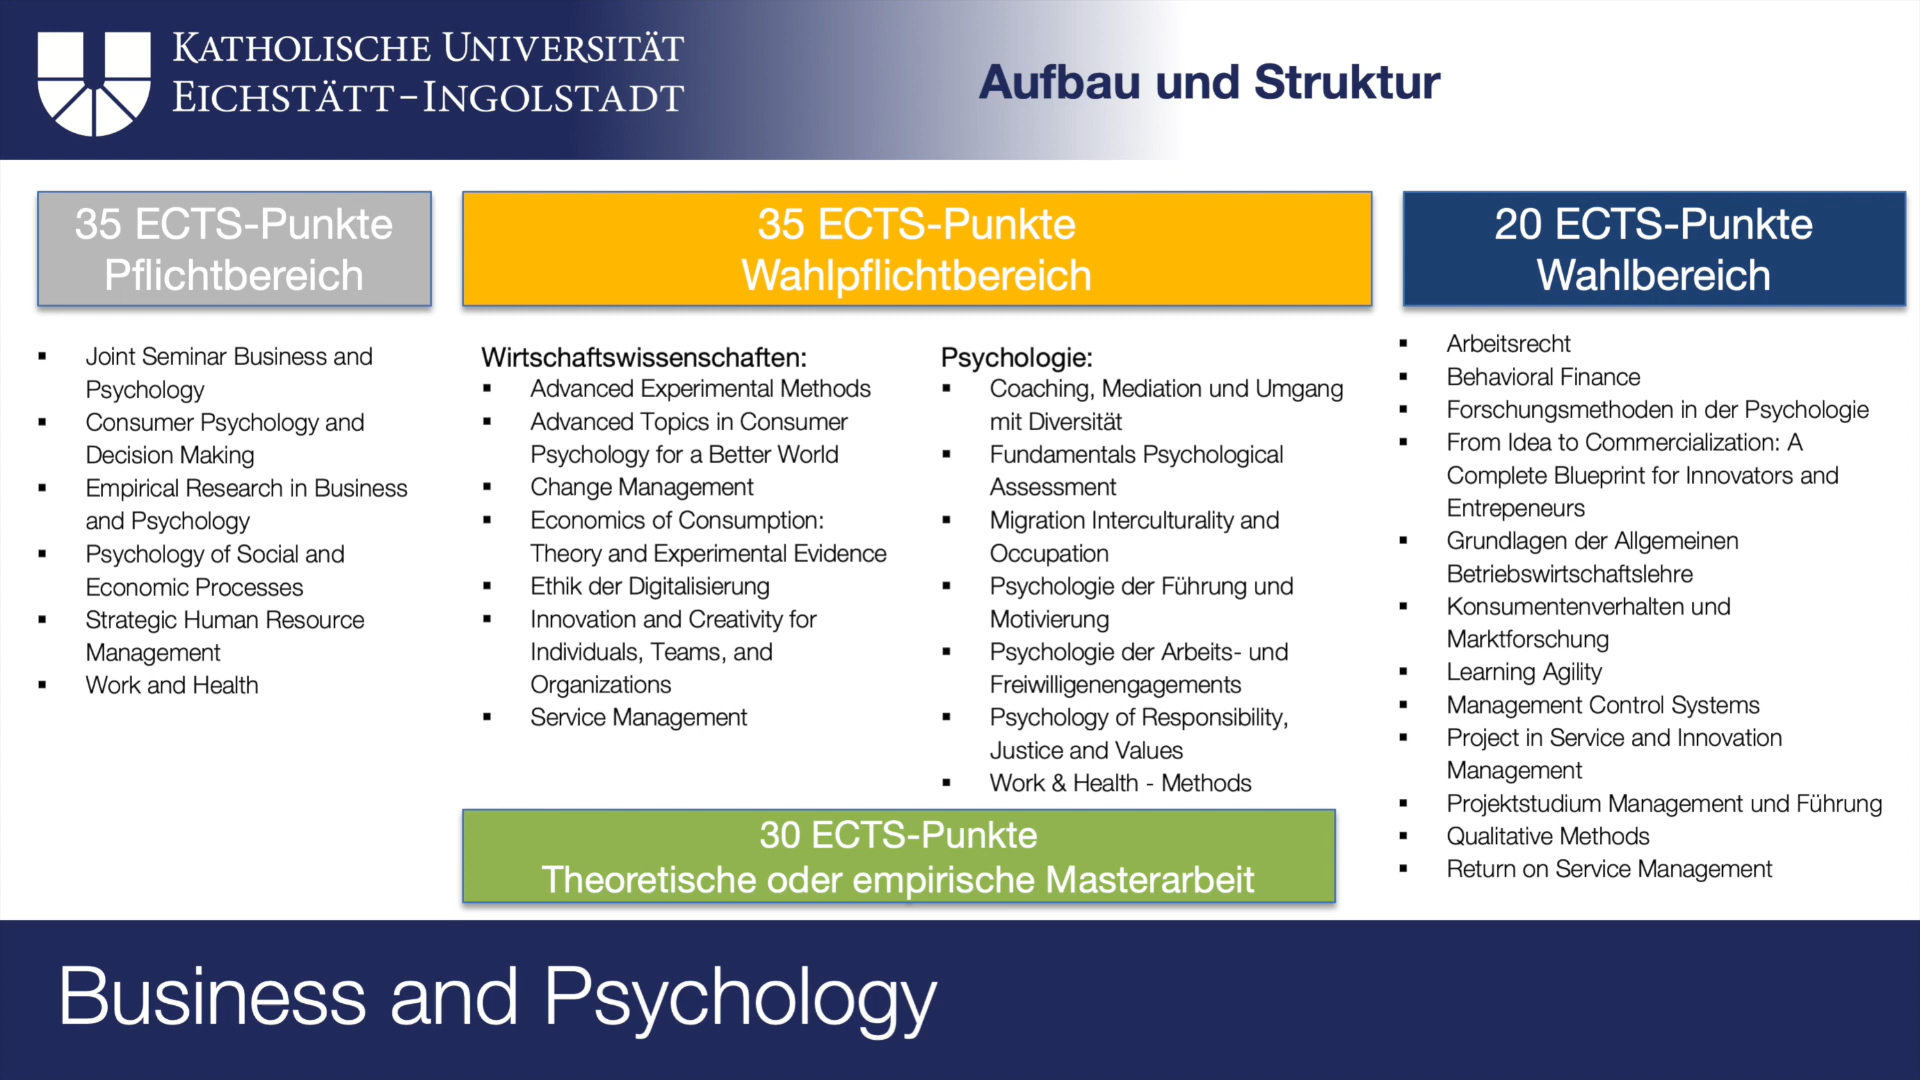 KATHOLISCHE UNIVERSITÄT
EICHSTÄTT-INGOLSTADT
Aufbau und Struktur
35 ECTS-Punkte
Pflichtbereich
▪ Joint Seminar Business and
Psychology
▪ Consumer Psychology and
Decision Making
▪ Empirical Research in Business
and Psychology
▪ Psychology of Social and
Economic Processes
▪ Strategic Human Resource
Management
▪ Work and Health
35 ECTS-Punkte
Wahlpflichtbereich
Wirtschaftswissenschaften:
▪ Advanced Experimental Methods
▪ Advanced Topics in Consumer
Psychology for a Better World
▪ Change Management
▪ Economics of Consumption:
Theory and Experimental Evidence
▪ Ethik der Digitalisierung
▪ Innovation and Creativity for
Individuals, Teams, and
Organizations
▪ Service Management
Psychologie:
▪ Coaching, Mediation und Umgang
mit Diversität
▪ Fundamentals Psychological
Assessment
▪ Migration Interculturality and
Occupation
▪ Psychologie der Führung und
Motivierung
▪ Psychologie der Arbeits- und
Freiwilligenengagements
▪ Psychology of Responsibility,
Justice and Values
▪ Work & Health - Methods
30 ECTS-Punkte
Theoretische oder empirische Masterarbeit
20 ECTS-Punkte
Wahlbereich
▪ Arbeitsrecht
▪ Behavioral Finance
▪ Forschungsmethoden in der Psychologie
▪ From Idea to Commercialization: A
Complete Blueprint for Innovators and
Entrepeneurs
▪ Grundlagen der Allgemeinen
Betriebswirtschaftslehre
▪ Konsumentenverhalten und
Marktforschung
▪ Learning Agility
▪ Management Control Systems
▪ Project in Service and Innovation
Management
▪ Projektstudium Management und Führung
▪ Qualitative Methods
▪ Return on Service Management
Business and Psychology